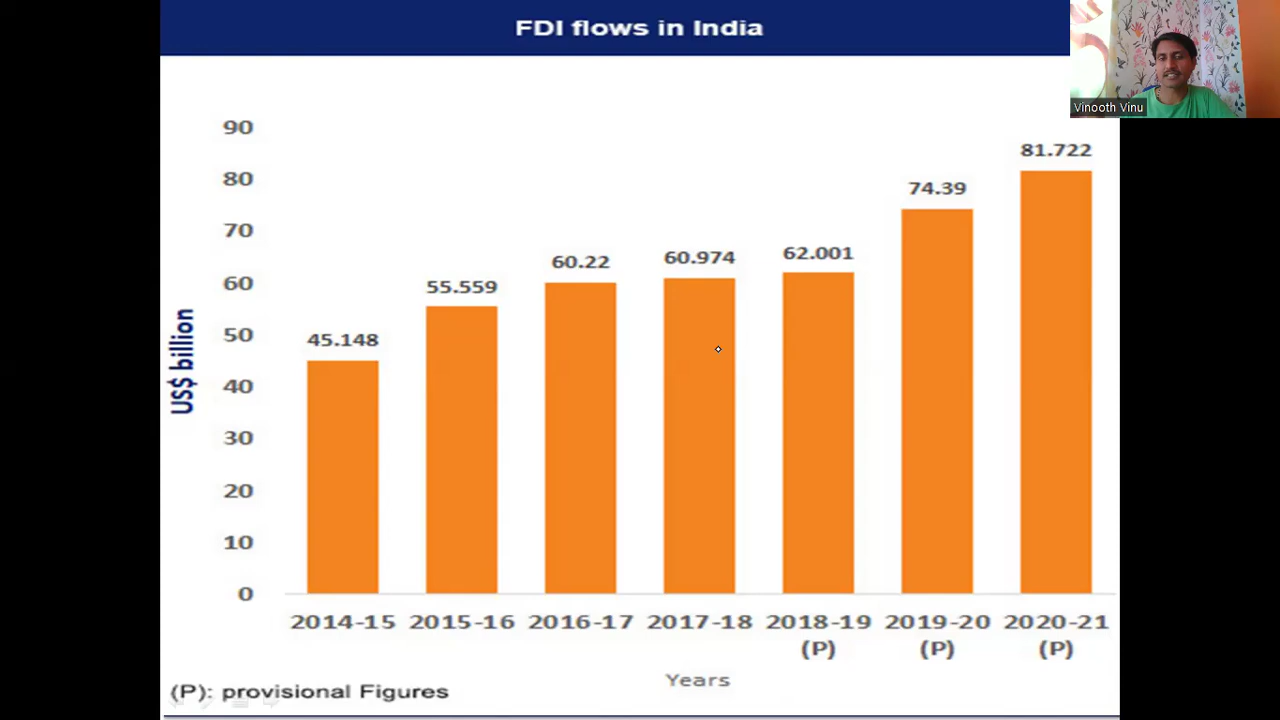 FDI flows in India
Vinooth Vinu
US$ billion
90
80
70
60
50
40
30
20
10
0
45.148
55.559
60.22
60.974
62.001
74.39
81.722
2014-15 2015-16 2016-17 2017-18 2018-19 2019-20 2020-21
(P) (P) (P)
Years
(P): provisional Figures